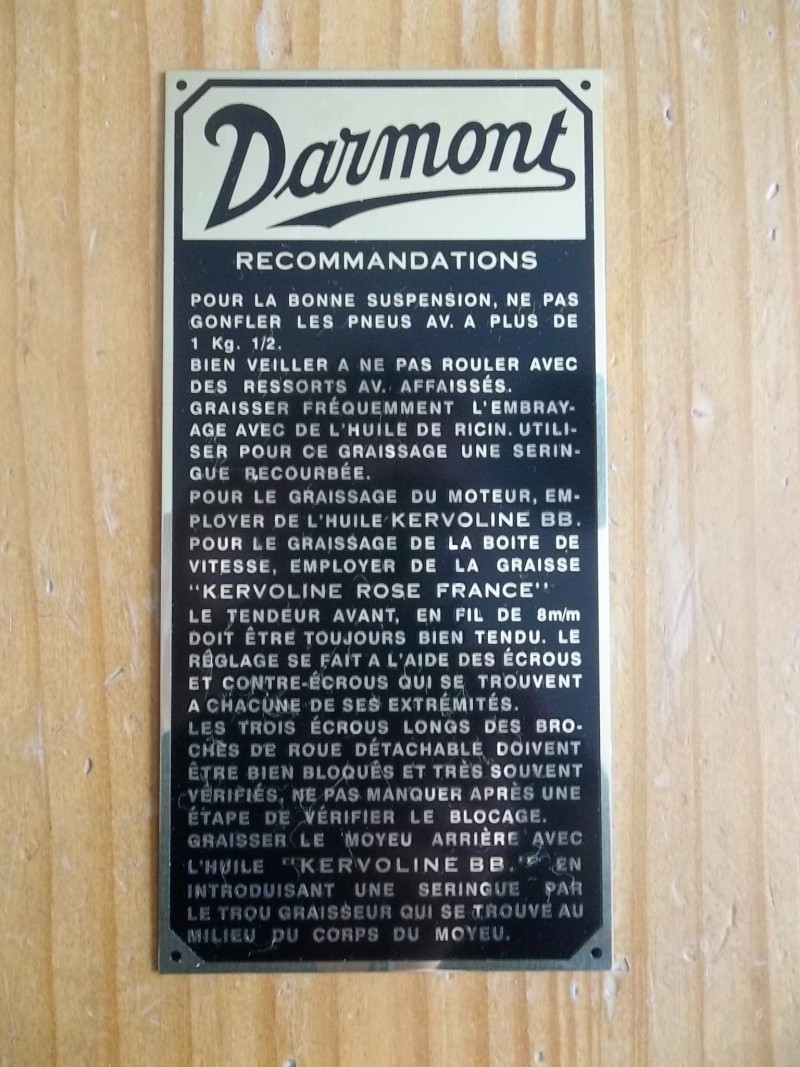 Darmont
RECOMMANDATIONS
POUR LA BONNE SUSPENSION, NE PAS
GONFLER LES PNEUS AV. A PLUS DE
1 Kg. 1/2.
BIEN VEILLER A NE PAS ROULER AVEC
DES RESSORTS AV. AFFAISSÉS.
GRAISSER FRÉQUEMMENT L'EMBRAY-
AGE AVEC DE L'HUILE DE RICIN. UTILI-
SER POUR CE GRAISSAGE UNE SERIN-
GUE RECOURBÉE.
POUR LE GRAISSAGE DU MOTEUR, EM-
PLOYER DE L'HUILE KERVOLINE BB.
POUR LE GRAISSAGE DE LA BOITE DE
VITESSE, EMPLOYER DE LA GRAISSE
"KERVOLINE ROSE FRANCE"
LE TENDEUR AVANT, EN FIL DE 8m/m
DOIT ÊTRE TOUJOURS BIEN TENDU. LE
RÉGLAGE SE FAIT A L'AIDE DES ÉCROUS
ET CONTRE-ÉCROUS QUI SE TROUVENT
A CHACUNE DE SES EXTRÉMITÉS.
LES TROIS ÉCROUS LONGS DES BRO-
CHES DE ROUE DÉTACHABLE DOIVENT
ÊTRE BIEN BLOQUÉS ET TRÈS SOUVENT
VÉRIFIÉS, NE PAS MANQUER APRÈS UNE
ÉTAPE DE VÉRIFIER LE BLOCAGE.
GRAISSER LE MOYEU ARRIÈRE AVEC
L'HUILE "KERVOLINE BB." EN
INTRODUISANT UNE SERINGUE PAR
LE TROU GRAISSEUR QUI SE TROUVE AU
MILIEU DU CORPS DU MOYEU.